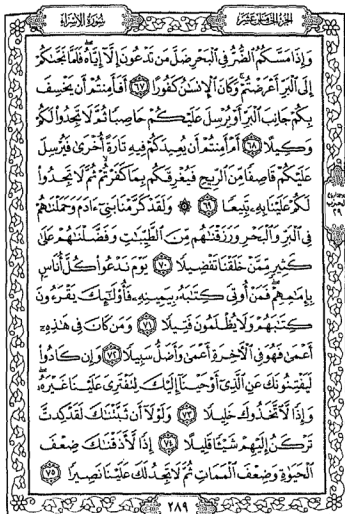 الجزء الخامس عشر
سورة الإسراء
وَإِذَا مَسَّكُمُ ٱلضُّرُّ فِي ٱلْبَحْرِ ضَلَّ مَن تَدْعُونَ إِلَّآ إِيَّاهُ فَلَمَّا نَجَّىٰكُمْ
إِلَى ٱلْبَرِّ أَعْرَضْتُمْ وَكَانَ ٱلْإِنسَٰنُ كَفُورًا ٦٧ أَفَأَمِنتُمْ أَن يَخْسِفَ
بِكُمْ جَانِبَ ٱلْبَرِّ أَوْ يُرْسِلَ عَلَيْكُمْ حَاصِبًا ثُمَّ لَا تَجِدُوا۟ لَكُمْ
وَكِيلًا ٦٨ أَمْ أَمِنتُمْ أَن يُعِيدَكُمْ فِيهِ تَارَةً أُخْرَىٰ فَيُرْسِلَ
عَلَيْكُمْ قَاصِفًا مِّنَ ٱلرِّيحِ فَيُغْرِقَكُم بِمَا كَفَرْتُمْ ثُمَّ لَا تَجِدُوا۟
لَكُمْ عَلَيْنَا بِهِۦ تَبِيعًا ٦٩ ۞ وَلَقَدْ كَرَّمْنَا بَنِىٓ ءَادَمَ وَحَمَلْنَٰهُمْ
فِي ٱلْبَرِّ وَٱلْبَحْرِ وَرَزَقْنَٰهُم مِّنَ ٱلطَّيِّبَٰتِ وَفَضَّلْنَٰهُمْ عَلَىٰ
كَثِيرٍ مِّمَّنْ خَلَقْنَا تَفْضِيلًا ٧٠ يَوْمَ نَدْعُوا۟ كُلَّ أُنَاسٍۭ
بِإِمَٰمِهِمْ فَمَنْ أُوتِىَ كِتَٰبَهُۥ بِيَمِينِهِۦ فَأُو۟لَٰٓئِكَ يَقْرَءُونَ
كِتَٰبَهُمْ وَلَا يُظْلَمُونَ فَتِيلًا ٧١ وَمَن كَانَ فِي هَٰذِهِۦٓ
أَعْمَىٰ فَهُوَ فِي ٱلْءَاخِرَةِ أَعْمَىٰ وَأَضَلُّ سَبِيلًا ٧٢ وَإِن كَادُوا۟
لَيَفْتِنُونَكَ عَنِ ٱلَّذِىٓ أَوْحَيْنَآ إِلَيْكَ لِتَفْتَرِىَ عَلَيْنَا غَيْرَهُۥ
وَإِذًا لَّٱتَّخَذُوكَ خَلِيلًا ٧٣ وَلَوْلَآ أَن ثَبَّتْنَٰكَ لَقَدْ كِدتَّ
تَرْكَنُ إِلَيْهِمْ شَيْـًٔا قَلِيلًا ٧٤ إِذًا لَّأَذَقْنَٰكَ ضِعْفَ
ٱلْحَيَوٰةِ وَضِعْفَ ٱلْمَمَاتِ ثُمَّ لَا تَجِدُ لَكَ عَلَيْنَا نَصِيرًا ٧٥
٢٨٩